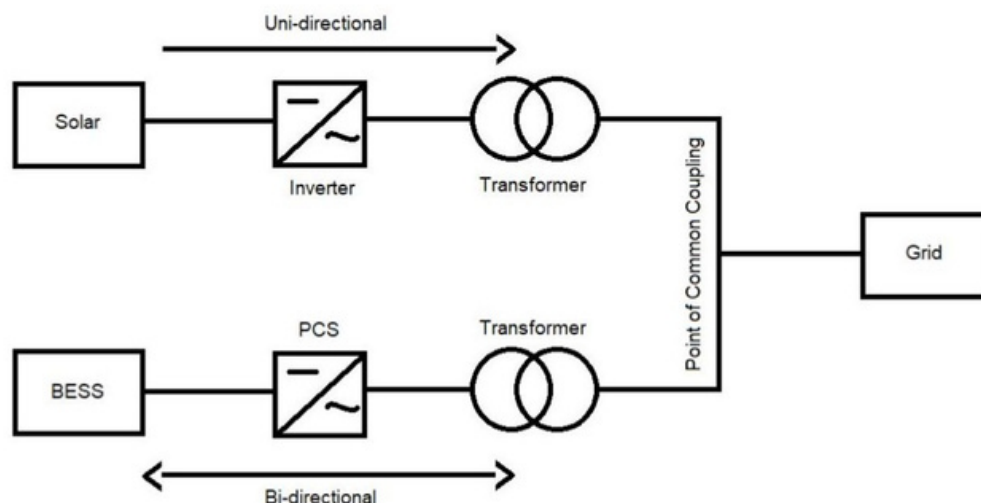 Uni-directional
Solar
Inverter
Transformer
Point of Common Coupling
Grid
PCS
Transformer
BESS
Bi-directional